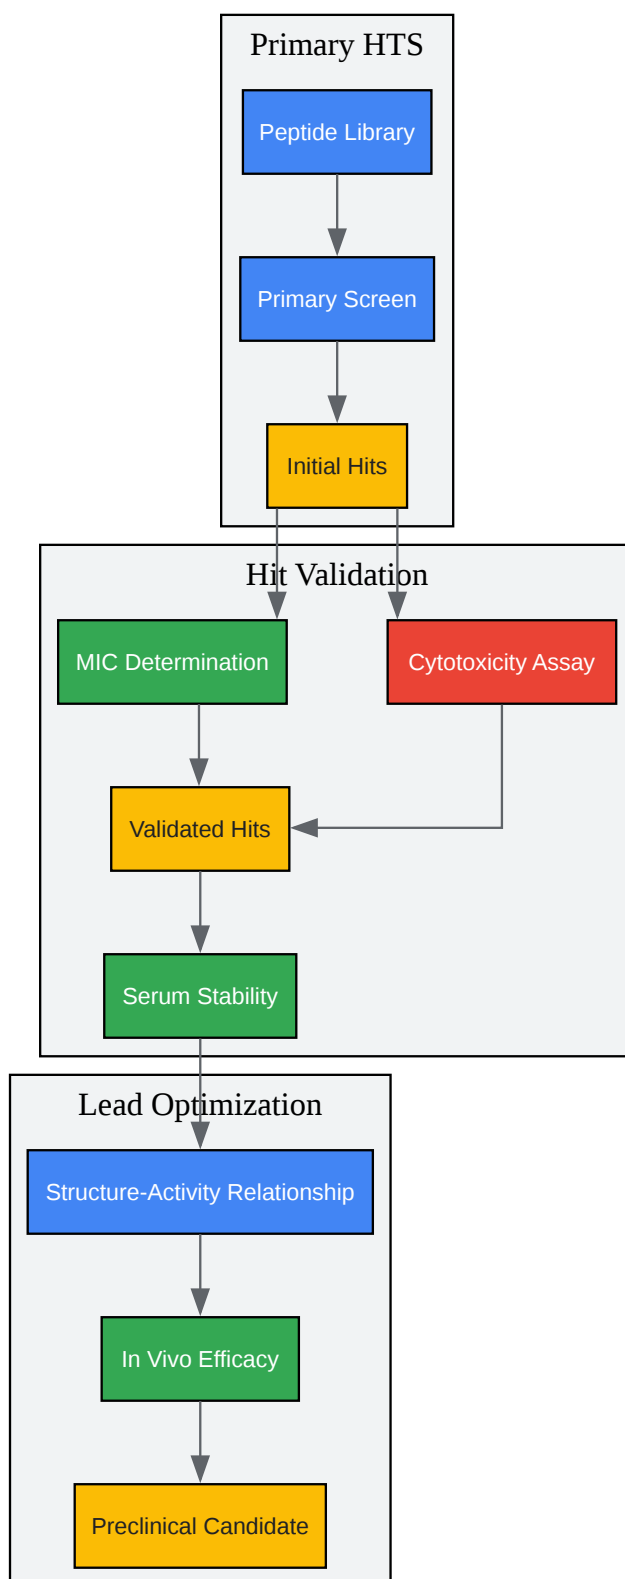 Primary HTS
Peptide Library
Primary Screen
Initial Hits
Hit Validation
MIC Determination
Cytotoxicity Assay
Validated Hits
Serum Stability
Lead Optimization
Structure-Activity Relationship
In Vivo Efficacy
Preclinical Candidate